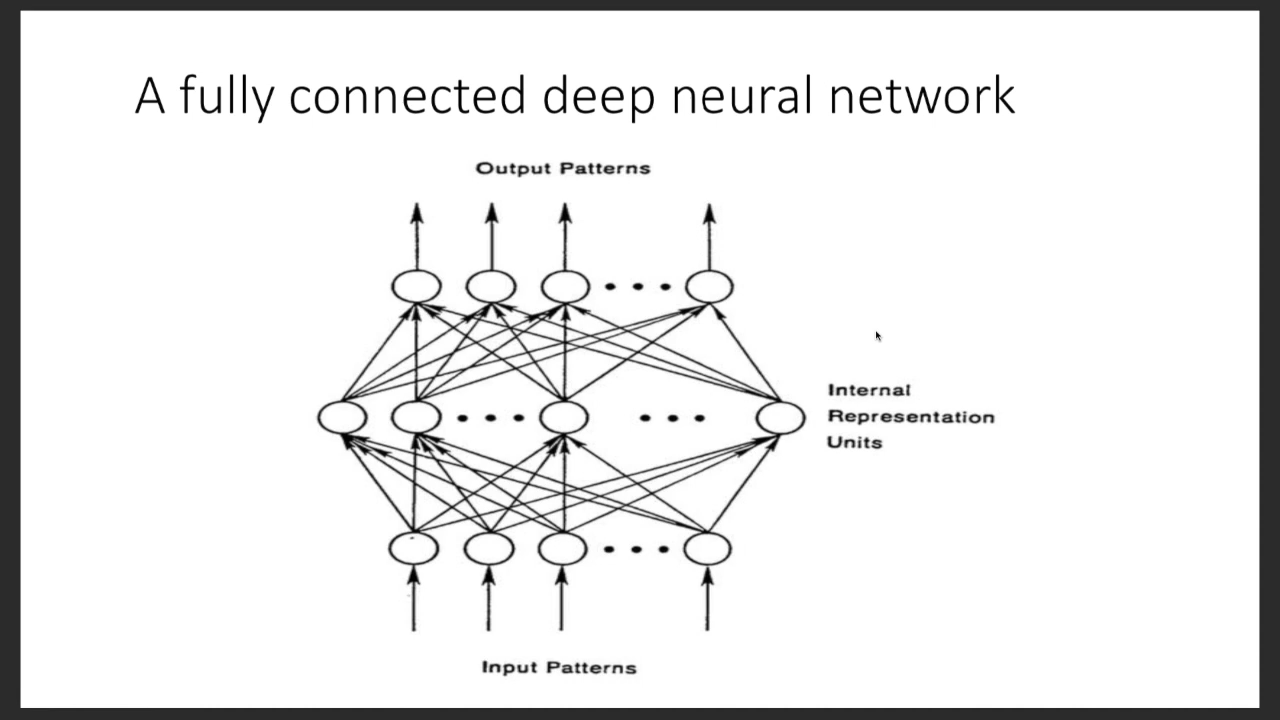 A fully connected deep neural network
Output Patterns
Internal
Representation
Units
Input Patterns